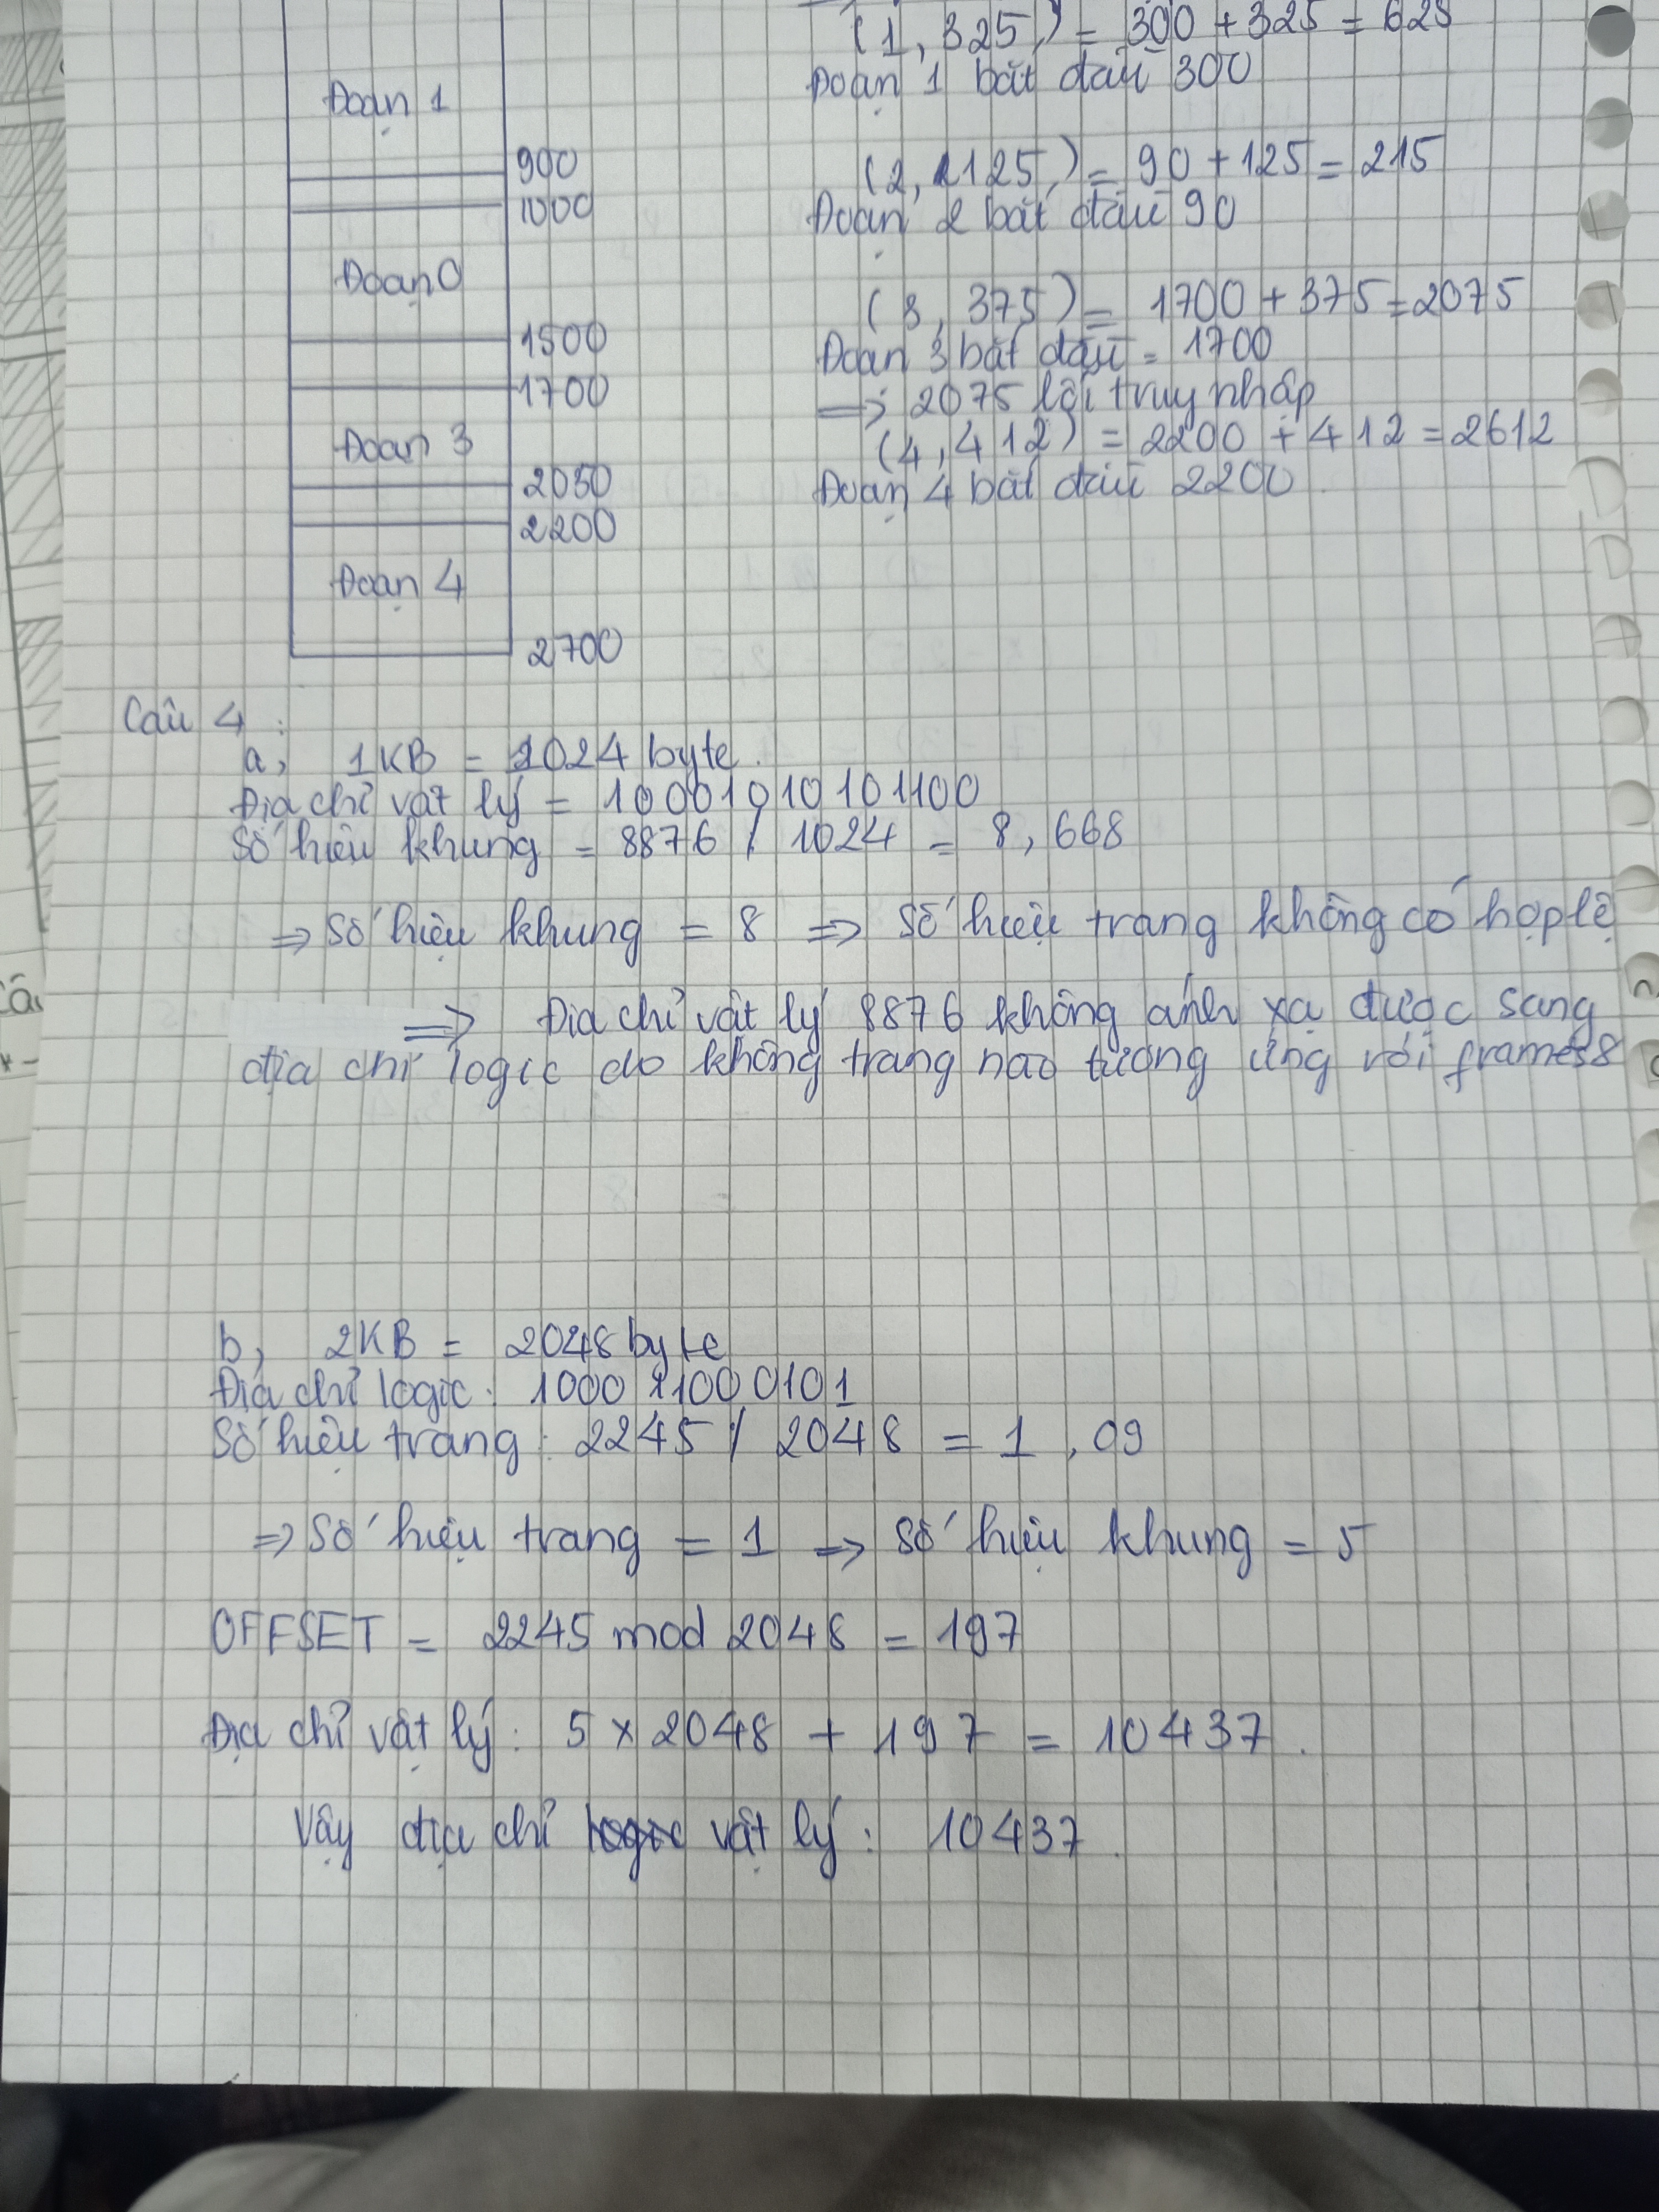 (1, 325) = 300 + 325 = 625
Đoạn 1 bắt đầu 300
Đoạn 1
900
(2, 125) = 90 + 125 = 215
1000
Đoạn 2 bắt đầu 90
Đoạn 0
(3, 375) = 1700 + 375 = 2075
1500
Đoạn 3 bắt đầu = 1700
1700
=> 2075 lỗi truy nhập
Đoạn 3
(4, 412) = 2200 + 412 = 2612
2050
Đoạn 4 bắt đầu 2200
2200
Đoạn 4
2700
Câu 4:
a, 1KB = 1024 byte.
Địa chỉ vật lý = 10001010101100
Số hiệu khung = 8876 / 1024 = 8,668
=> Số hiệu khung = 8 => Số hiệu trang không có hợp lệ
=> Địa chỉ vật lý 8876 không ánh xạ được sang
địa chỉ logic do không trang nào tương ứng với frames 8
b, 2KB = 2048 byte
Địa chỉ logic: 100011000101
Số hiệu trang: 2245 / 2048 = 1,09
=> Số hiệu trang = 1 => Số hiệu khung = 5
OFFSET = 2245 mod 2048 = 197
Địa chỉ vật lý: 5 x 2048 + 197 = 10437.
Vậy địa chỉ logic vật lý: 10437.